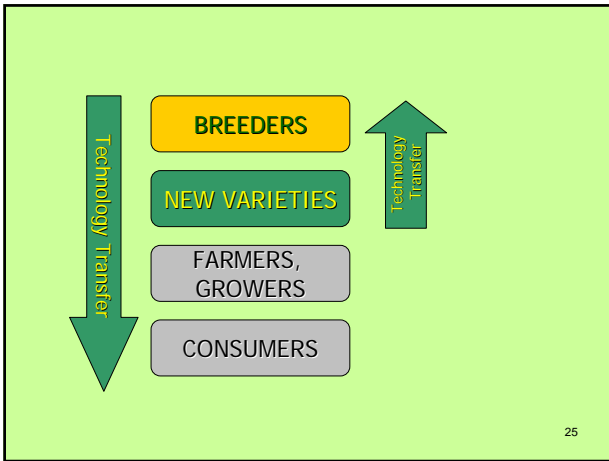 Technology Transfer
BREEDERS
NEW VARIETIES
FARMERS,
GROWERS
CONSUMERS
Technology
Transfer
25